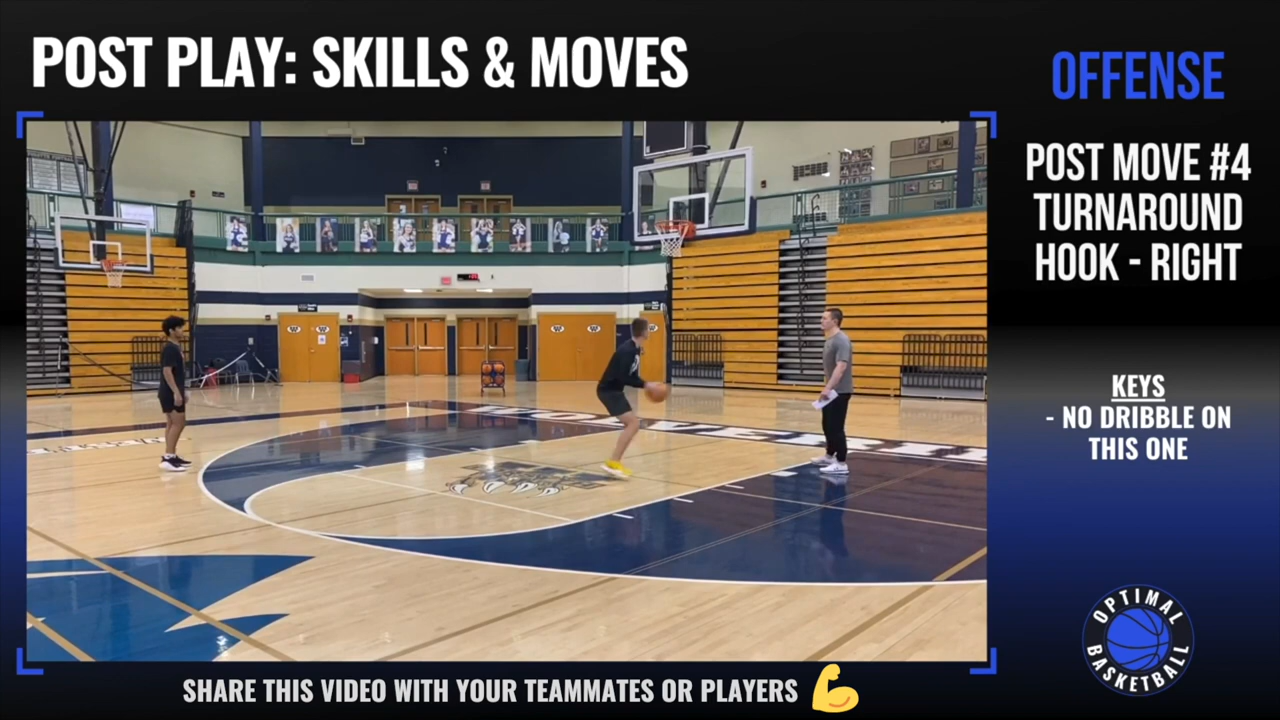 POST PLAY: SKILLS & MOVES
OFFENSE
POST MOVE #4
TURNAROUND
HOOK - RIGHT
KEYS
- NO DRIBBLE ON
THIS ONE
OPTIMAL
BASKETBALL
SHARE THIS VIDEO WITH YOUR TEAMMATES OR PLAYERS